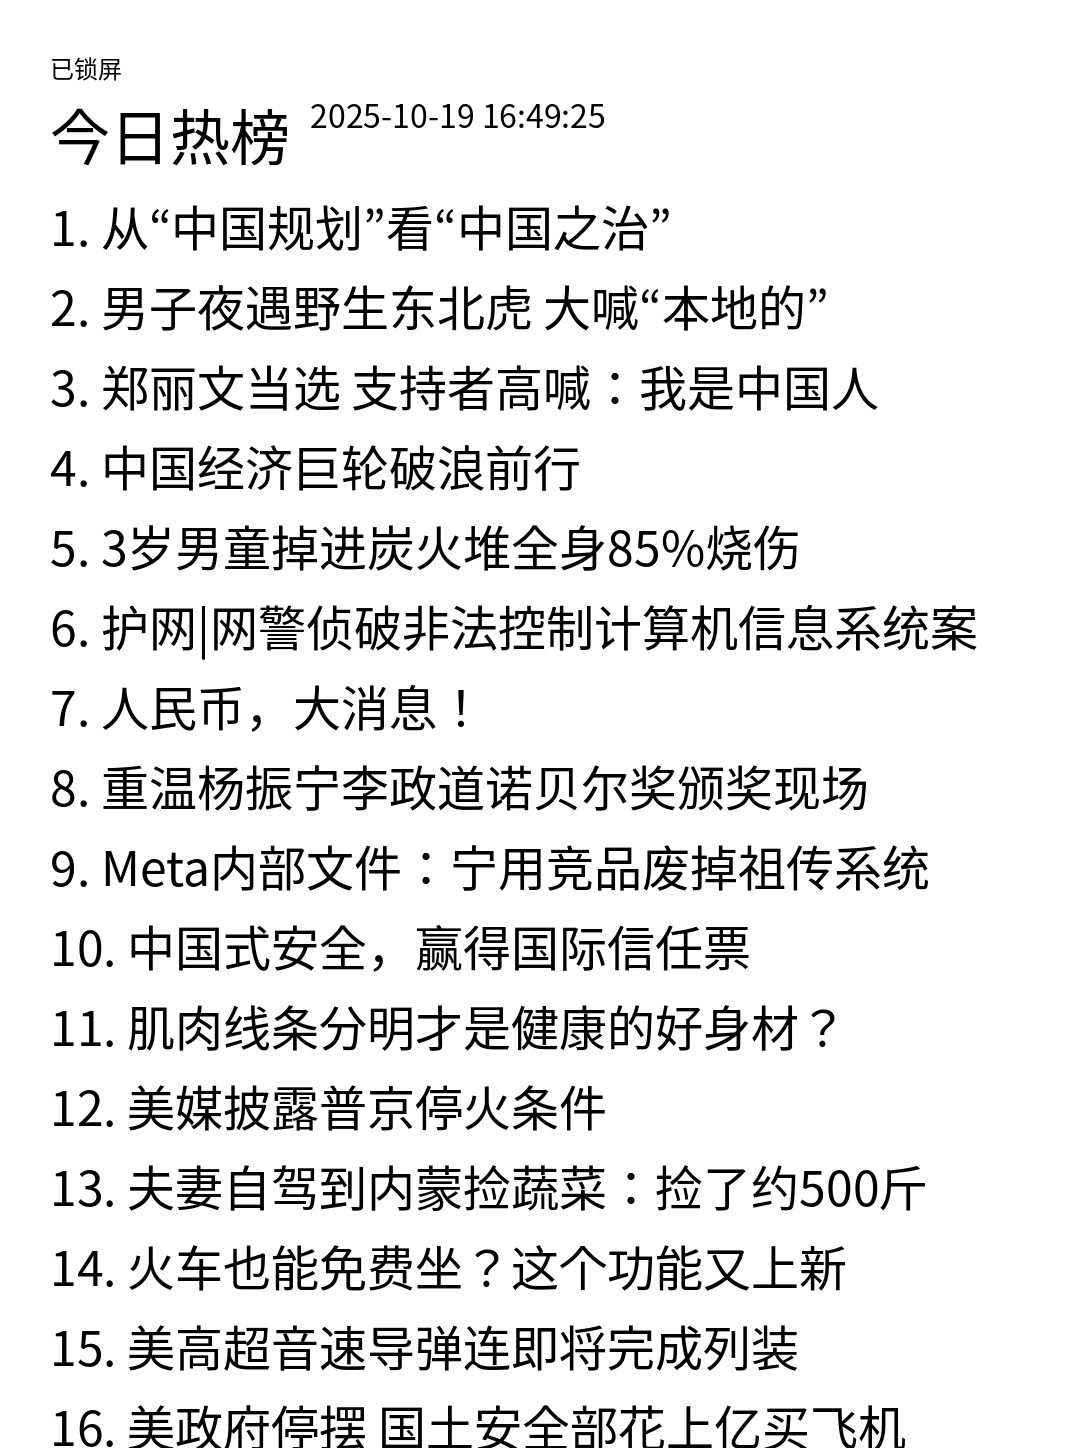 已锁屏
今日热榜 2025-10-19 16:49:25
1. 从“中国规划”看“中国之治”
2. 男子夜遇野生东北虎 大喊“本地的”
3. 郑丽文当选 支持者高喊：我是中国人
4. 中国经济巨轮破浪前行
5. 3岁男童掉进炭火堆全身85%烧伤
6. 护网|网警侦破非法控制计算机信息系统案
7. 人民币，大消息！
8. 重温杨振宁李政道诺贝尔奖颁奖现场
9. Meta内部文件：宁用竞品废掉祖传系统
10. 中国式安全，赢得国际信任票
11. 肌肉线条分明才是健康的好身材？
12. 美媒披露普京停火条件
13. 夫妻自驾到内蒙捡蔬菜：捡了约500斤
14. 火车也能免费坐？这个功能又上新
15. 美高超音速导弹连即将完成列装
16. 美政府停摆 国土安全部花上亿买飞机